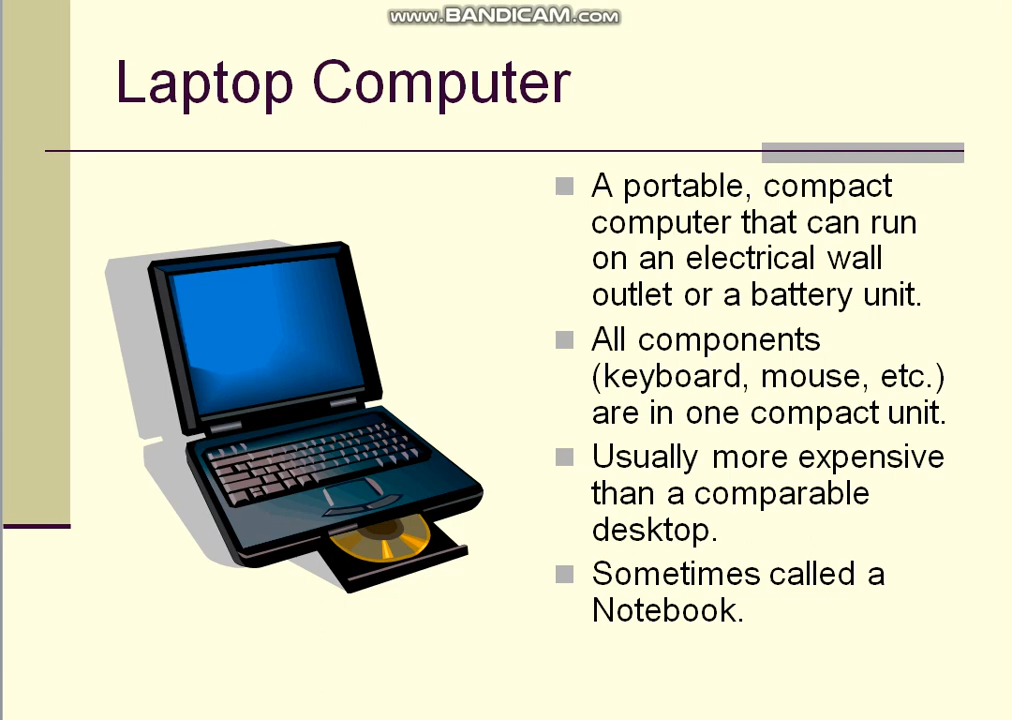 www.BANDICAM.com
Laptop Computer
A portable, compact
computer that can run
on an electrical wall
outlet or a battery unit.
All components
(keyboard, mouse, etc.)
are in one compact unit.
Usually more expensive
than a comparable
desktop.
Sometimes called a
Notebook.